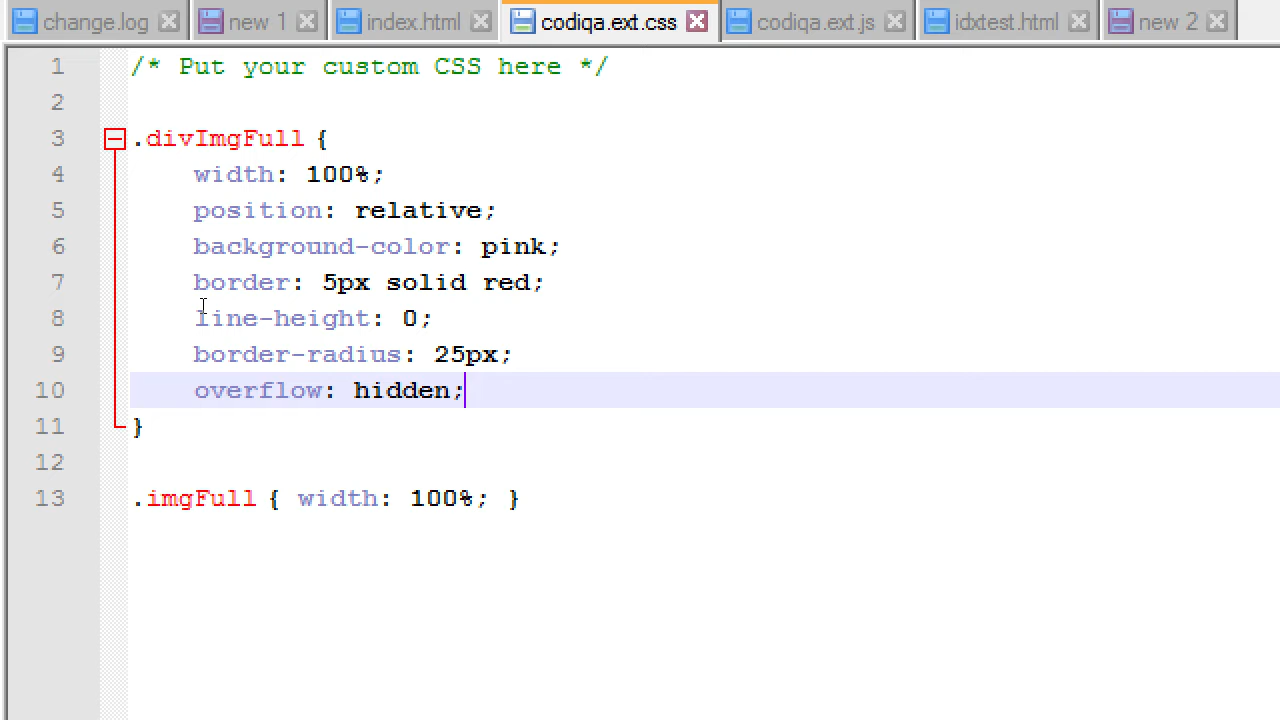 change.log new 1 index.html codiqa.ext.css codiqa.ext.js idxtest.html new 2
1 /* Put your custom CSS here */
2
3 .divImgFull {
4 width: 100%;
5 position: relative;
6 background-color: pink;
7 border: 5px solid red;
8 line-height: 0;
9 border-radius: 25px;
10 overflow: hidden;
11 }
12
13 .imgFull { width: 100%; }